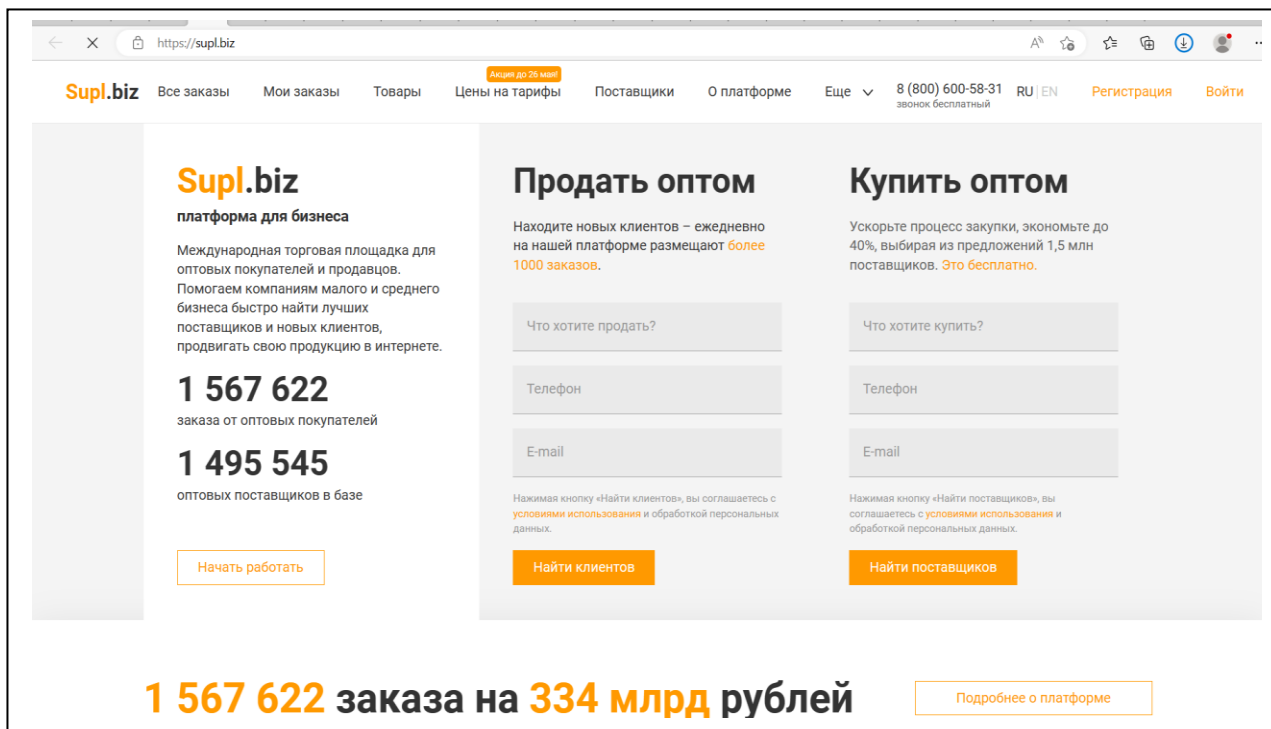 https://supl.biz
Акция до 26 мая!
Supl.biz Все заказы Мои заказы Товары Цены на тарифы Поставщики О платформе Еще 8 (800) 600-58-31 RU | EN Регистрация Войти
звонок бесплатный
Supl.biz
платформа для бизнеса
Международная торговая площадка для
оптовых покупателей и продавцов.
Помогаем компаниям малого и среднего
бизнеса быстро найти лучших
поставщиков и новых клиентов,
продвигать свою продукцию в интернете.
1 567 622
заказа от оптовых покупателей
1 495 545
оптовых поставщиков в базе
Начать работать
Продать оптом
Находите новых клиентов – ежедневно
на нашей платформе размещают более
1000 заказов.
Что хотите продать?
Телефон
E-mail
Нажимая кнопку «Найти клиентов», вы соглашаетесь с
условиями использования и обработкой персональных
данных.
Найти клиентов
Купить оптом
Ускорьте процесс закупки, экономьте до
40%, выбирая из предложений 1,5 млн
поставщиков. Это бесплатно.
Что хотите купить?
Телефон
E-mail
Нажимая кнопку «Найти поставщиков», вы
соглашаетесь с условиями использования и
обработкой персональных данных.
Найти поставщиков
1 567 622 заказа на 334 млрд рублей
Подробнее о платформе